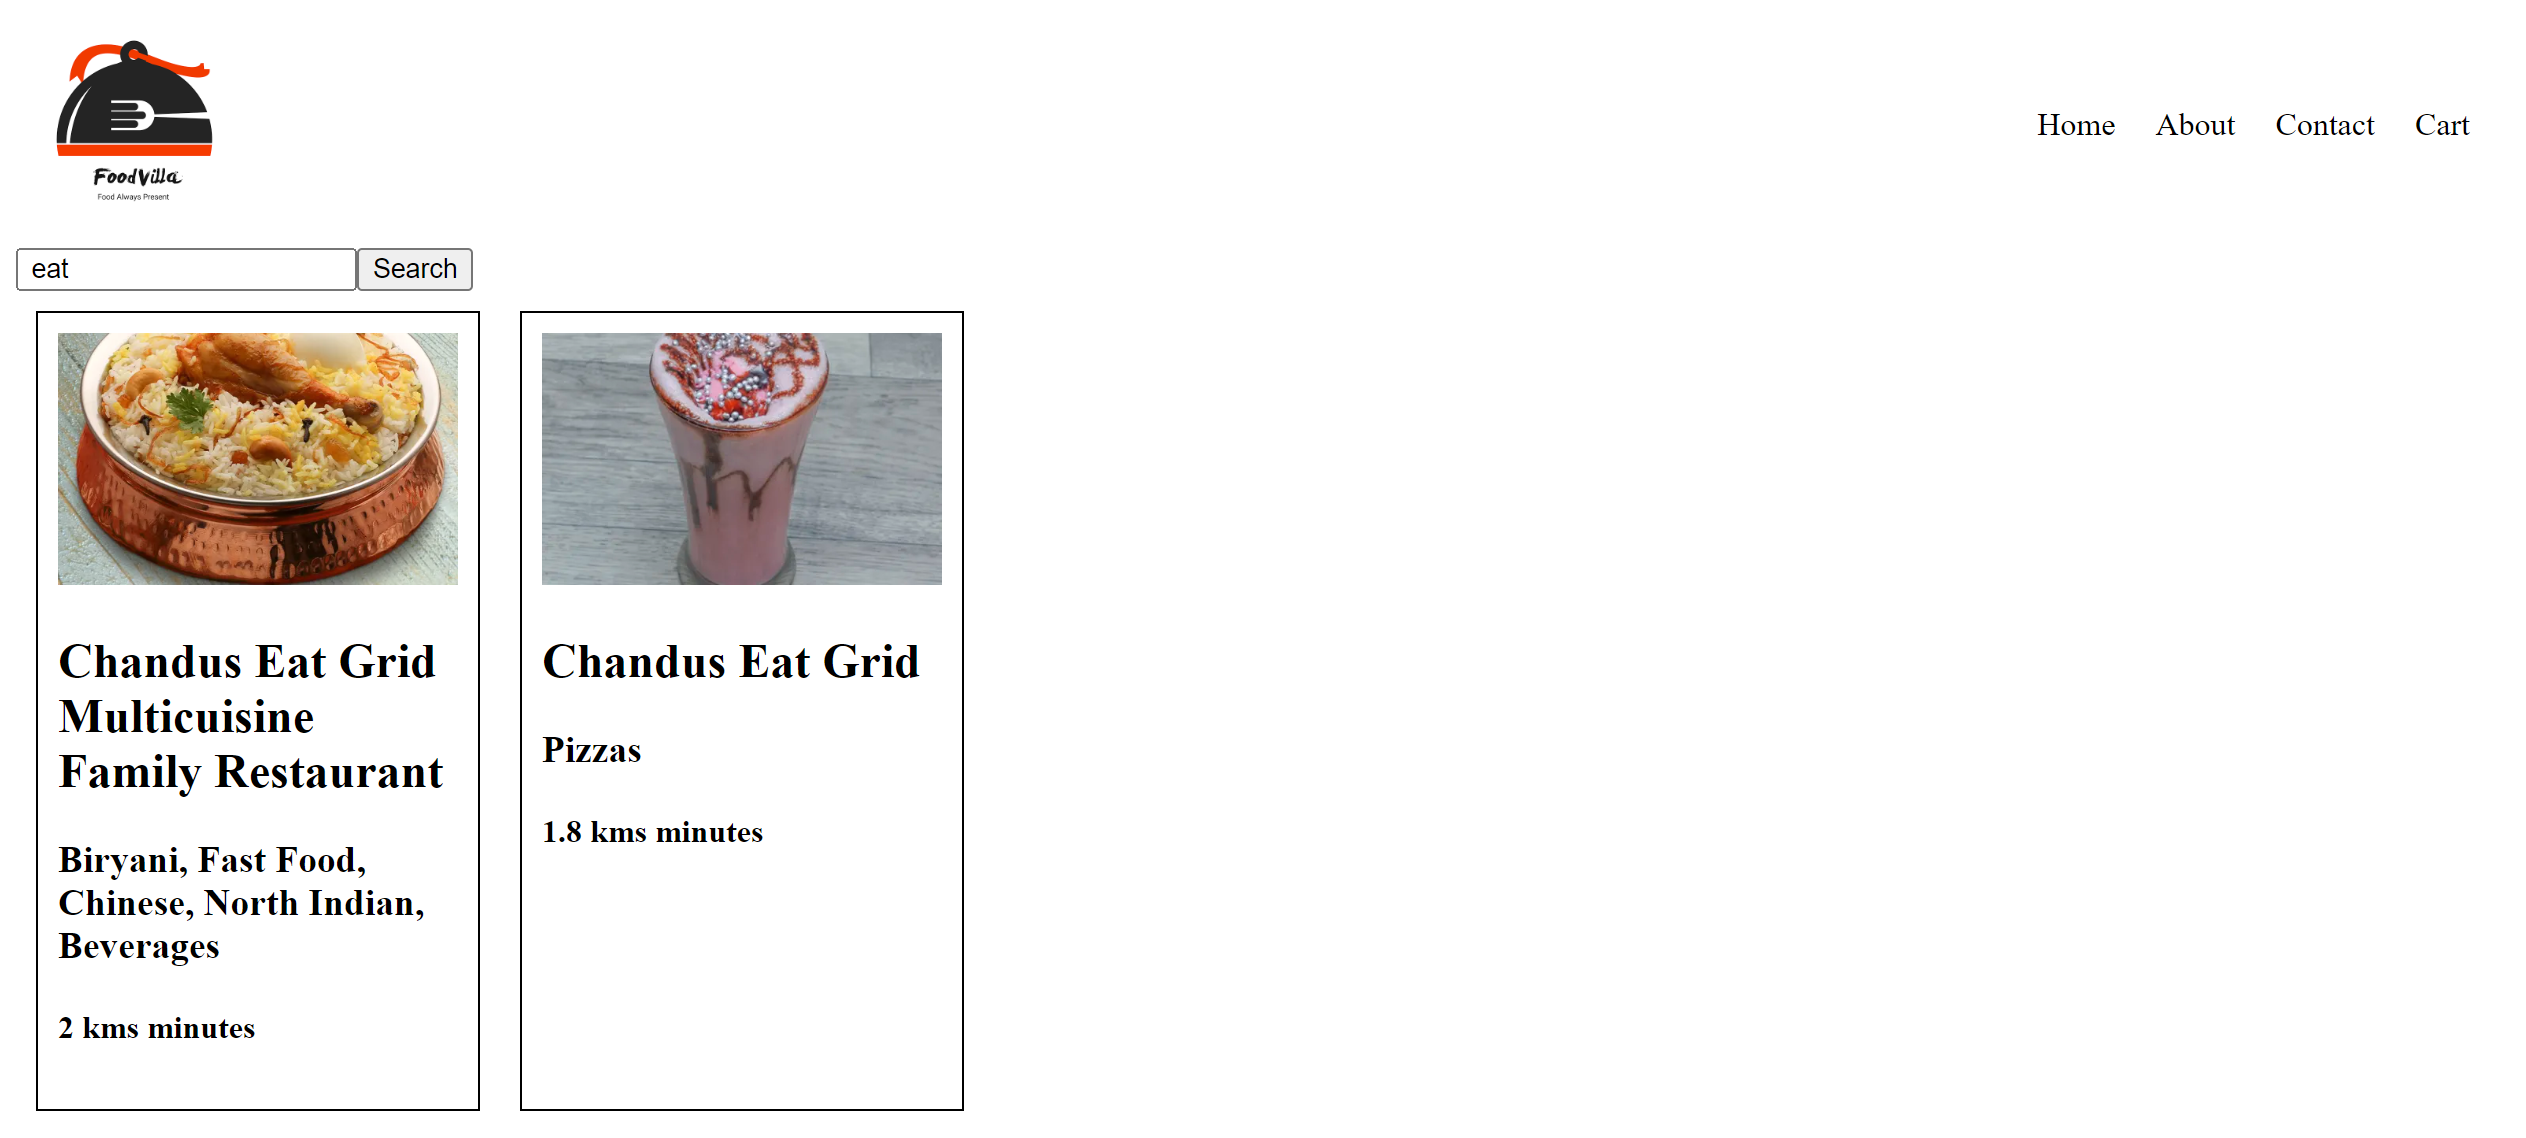 FoodVilla
Food Always Present
Home About Contact Cart
eat Search
Chandus Eat Grid
Multicuisine
Family Restaurant
Biryani, Fast Food,
Chinese, North Indian,
Beverages
2 kms minutes
Chandus Eat Grid
Pizzas
1.8 kms minutes